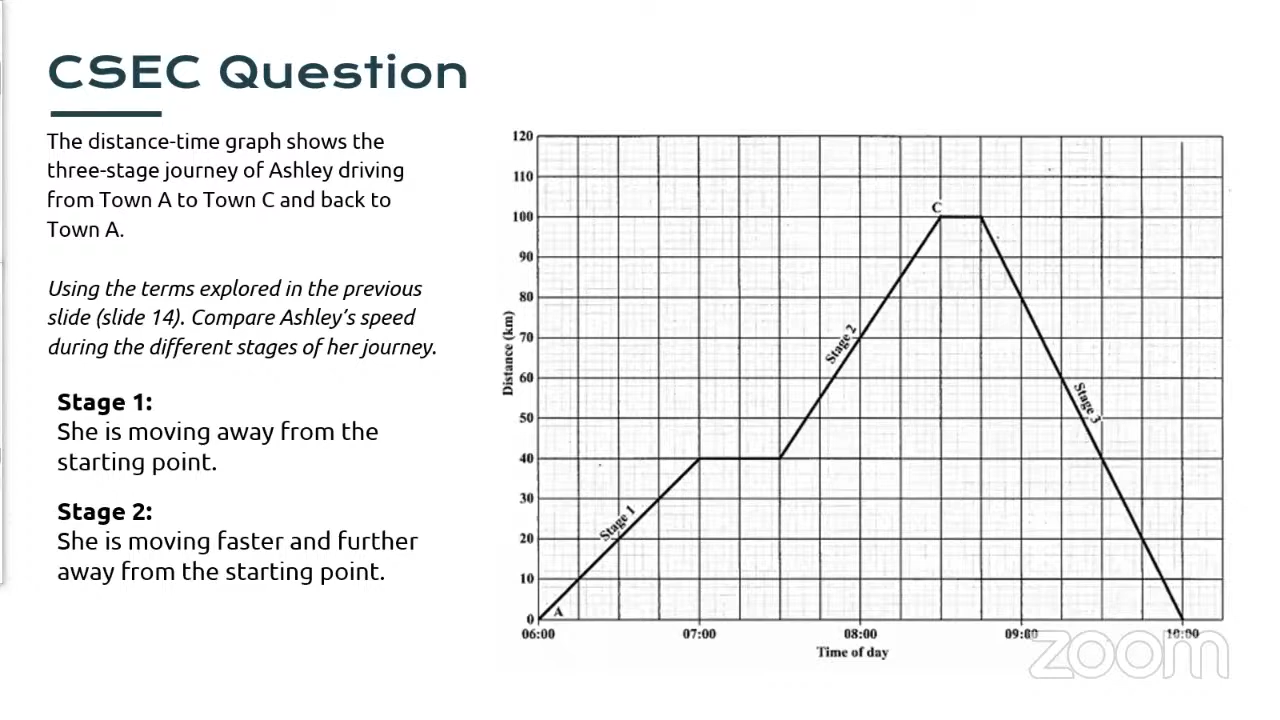 CSEC Question
The distance-time graph shows the
three-stage journey of Ashley driving
from Town A to Town C and back to
Town A.
Using the terms explored in the previous
slide (slide 14). Compare Ashley's speed
during the different stages of her journey.
Stage 1:
She is moving away from the
starting point.
Stage 2:
She is moving faster and further
away from the starting point.
120
110
100
90
80
70
60
50
40
30
20
10
0
Distance (km)
A
Stage 1
Stage 2
C
Stage 3
06:00 07:00 08:00 09:00 10:00
Time of day
zoom